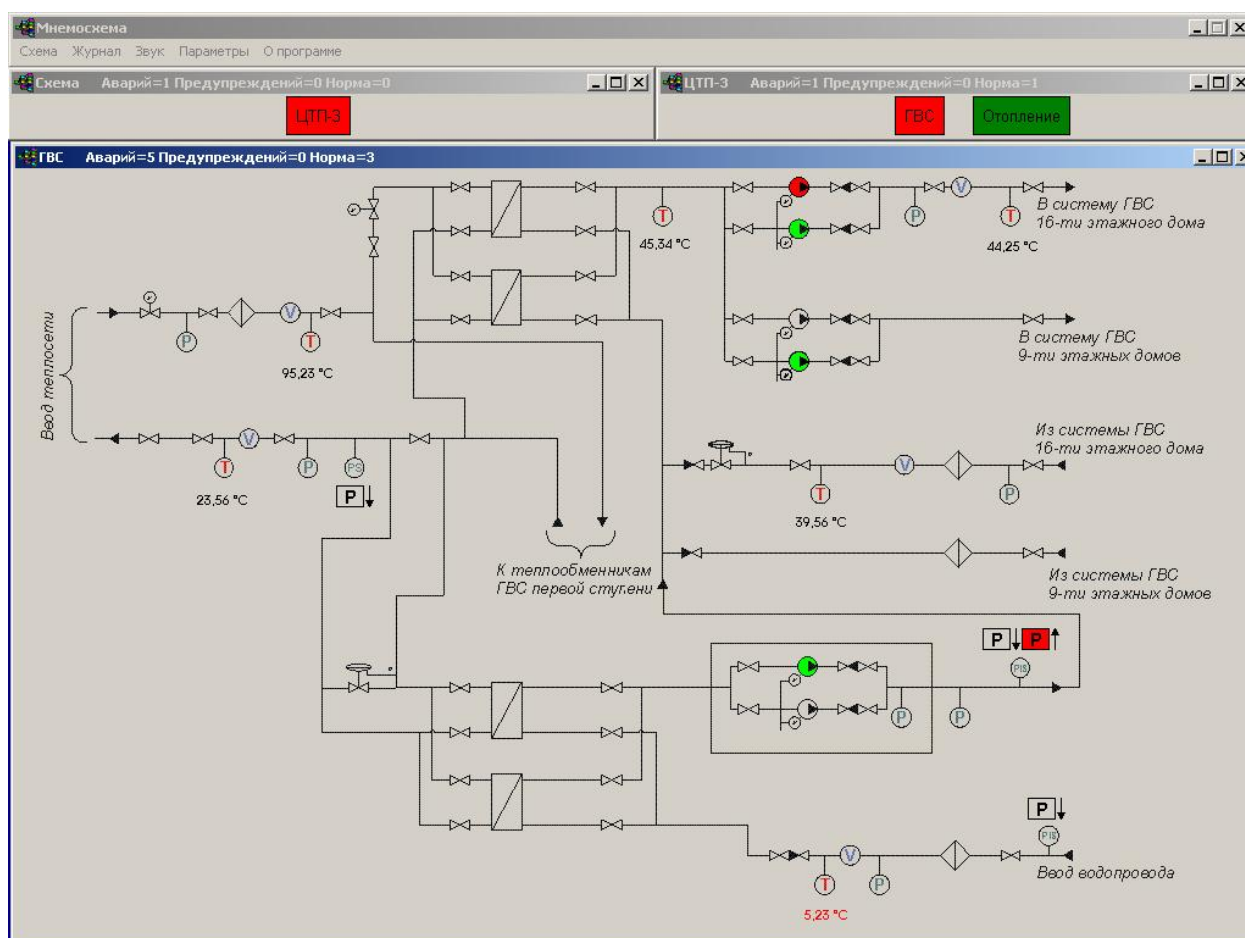 Мнемосхема
Схема Журнал Звук Параметры О программе
Схема Аварий=1 Предупреждений=0 Норма=0
ЦТП-3
ЦТП-3 Аварий=1 Предупреждений=0 Норма=1
ГВС Отопление
ГВС Аварий=5 Предупреждений=0 Норма=3
V
T
P
T
В систему ГВС
16-ти этажного дома
45,34 °C
44,25 °C
V
P
T
95,23 °C
В систему ГВС
9-ти этажных домов
Ввод теплосети
V
T
P
PS
23,56 °C
P
Из системы ГВС
16-ти этажного дома
V
T
P
39,56 °C
К теплообменникам
ГВС первой ступени
Из системы ГВС
9-ти этажных домов
P P
PIS
P
P
P
PIS
V
T
P
Ввод водопровода
5,23 °C